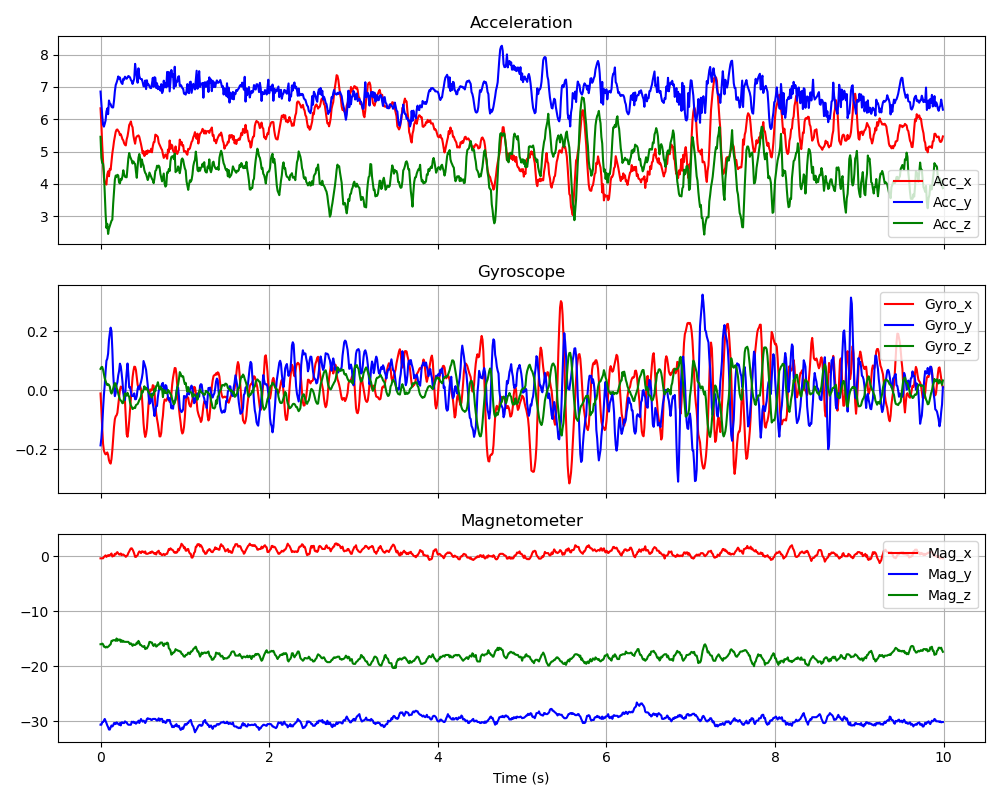 Acceleration
8
7
6
5
4
3
Acc_x
Acc_y
Acc_z
Gyroscope
0.2
0.0
−0.2
Gyro_x
Gyro_y
Gyro_z
Magnetometer
0
−10
−20
−30
Mag_x
Mag_y
Mag_z
0 2 4 6 8 10
Time (s)